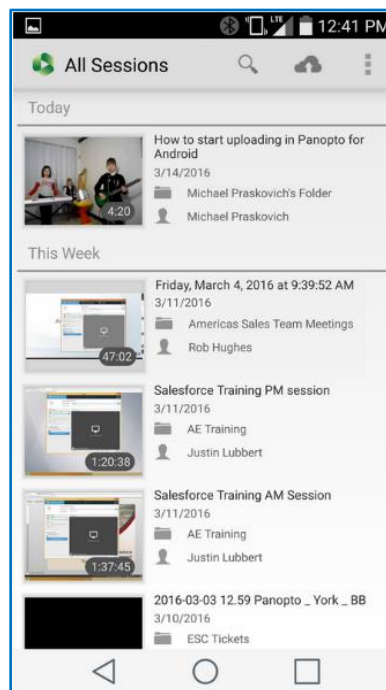 LTE 12:41 PM
All Sessions
Today
How to start uploading in Panopto for
Android
3/14/2016
4:20
Michael Praskovich's Folder
Michael Praskovich
This Week
Friday, March 4, 2016 at 9:39:52 AM
3/11/2016
Americas Sales Team Meetings
47:02
Rob Hughes
Salesforce Training PM session
3/11/2016
AE Training
1:20:38
Justin Lubbert
Salesforce Training AM Session
3/11/2016
AE Training
1:37:45
Justin Lubbert
2016-03-03 12.59 Panopto _ York _ BB
3/10/2016
ESC Tickets